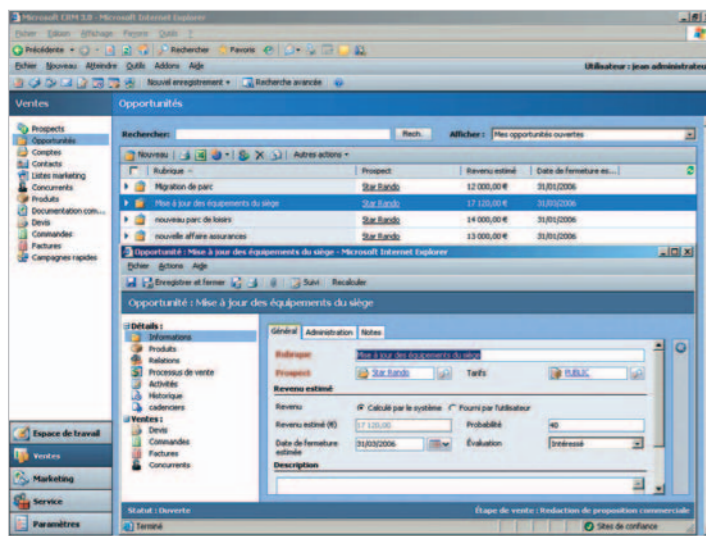 Microsoft CRM 3.0 - Microsoft Internet Explorer
Fichier Edition Affichage Favoris Outils ?
Précédente Rechercher Favoris
Fichier Nouveau Atteindre Outils Addons Aide Utilisateur : jean administrateu
Nouvel enregistrement Recherche avancée
Ventes Opportunités
Prospects
Opportunités
Comptes
Contacts
Listes marketing
Concurrents
Produits
Documentation com...
Devis
Commandes
Factures
Campagnes rapides
Rechercher: Rech. Afficher : Mes opportunités ouvertes
Nouveau Autres actions
Rubrique Prospect Revenu estimé Date de fermeture es...
Migration de parc Star Rando 12 000,00 € 31/01/2006
Mise à jour des équipements du siège Star Rando 17 120,00 € 31/03/2006
nouveau parc de loisirs Star Rando 14 000,00 € 31/01/2006
nouvelle affaire assurances Star Rando 13 000,00 € 31/01/2006
Opportunité : Mise à jour des équipements du siège - Microsoft Internet Explorer
Fichier Actions Aide
Enregistrer et fermer Suivi Recalculer
Opportunité : Mise à jour des équipements du siège
Détails :
Informations
Produits
Relations
Processus de vente
Activités
Historique
cadenciers
Ventes :
Devis
Commandes
Factures
Concurrents
Général Administration Notes
Rubrique Mise à jour des équipements du siège
Prospect Star Rando Tarifs PUBLIC
Revenu estimé
Revenu Calculé par le système Fourni par l'utilisateur
Revenu estimé (€) 17 120,00 Probabilité 40
Date de fermeture estimée 31/03/2006 Évaluation Intéressé
Description
Statut : Ouverte Étape de vente : Redaction de proposition commerciale
Terminé Sites de confiance
Espace de travail
Ventes
Marketing
Service
Paramètres